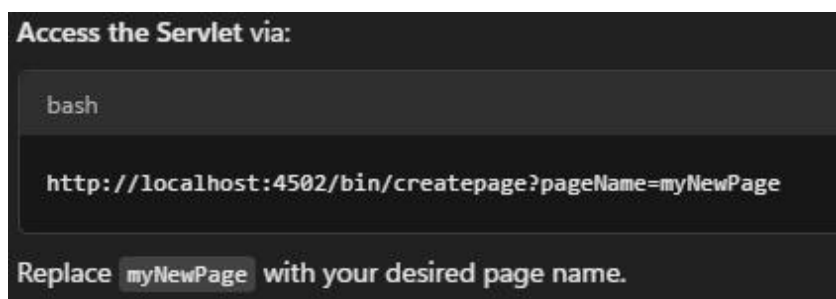 Access the Servlet via:
bash
http://localhost:4502/bin/createpage?pageName=myNewPage
Replace myNewPage with your desired page name.